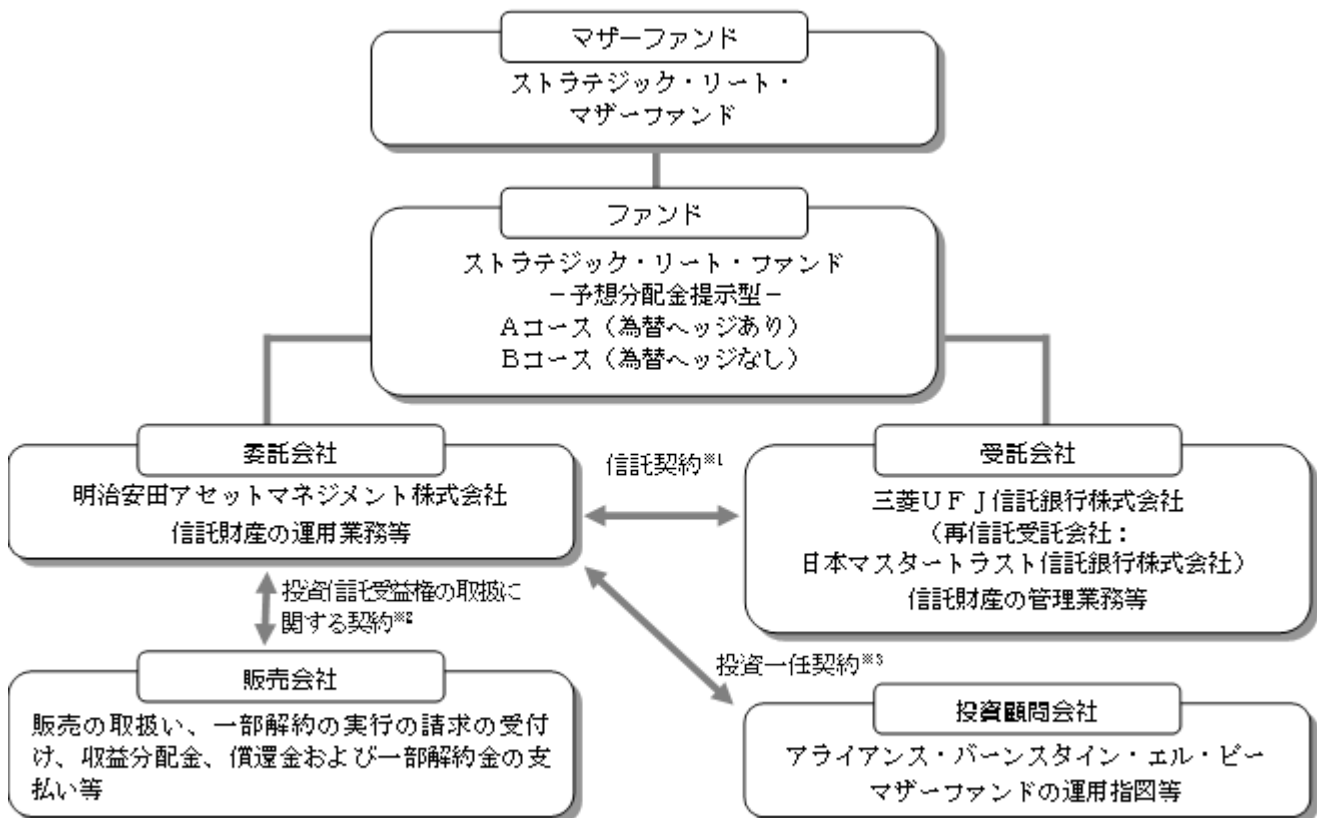 マザーファンド
ストラテジック・リート・
マザーファンド
ファンド
ストラテジック・リート・ファンド
－予想分配金提示型－
Ａコース（為替ヘッジあり）
Ｂコース（為替ヘッジなし）
委託会社
明治安田アセットマネジメント株式会社
信託財産の運用業務等
信託契約※1
受託会社
三菱ＵＦＪ信託銀行株式会社
（再信託受託会社：
日本マスタートラスト信託銀行株式会社）
信託財産の管理業務等
投資信託受益権の取扱に
関する契約※2
投資一任契約※3
販売会社
販売の取扱い、一部解約の実行の請求の受付
け、収益分配金、償還金および一部解約金の支
払い等
投資顧問会社
アライアンス・バーンスタイン・エル・ピー
マザーファンドの運用指図等